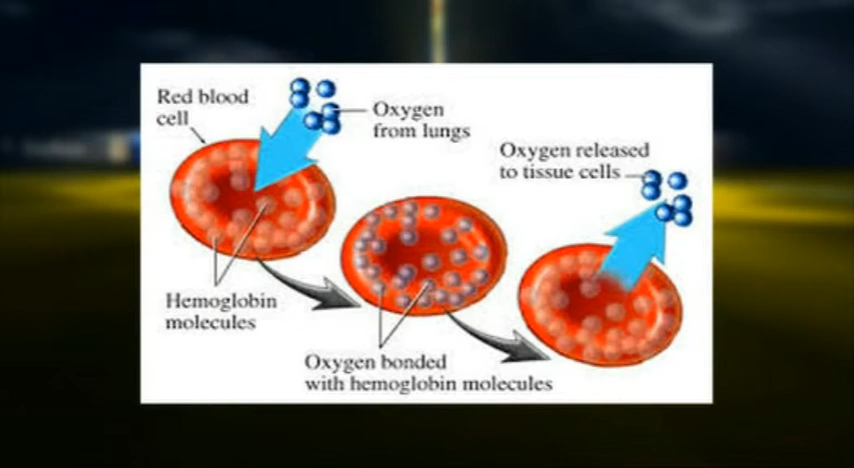 Red blood
cell
Oxygen
from lungs
Oxygen released
to tissue cells
Hemoglobin
molecules
Oxygen bonded
with hemoglobin molecules